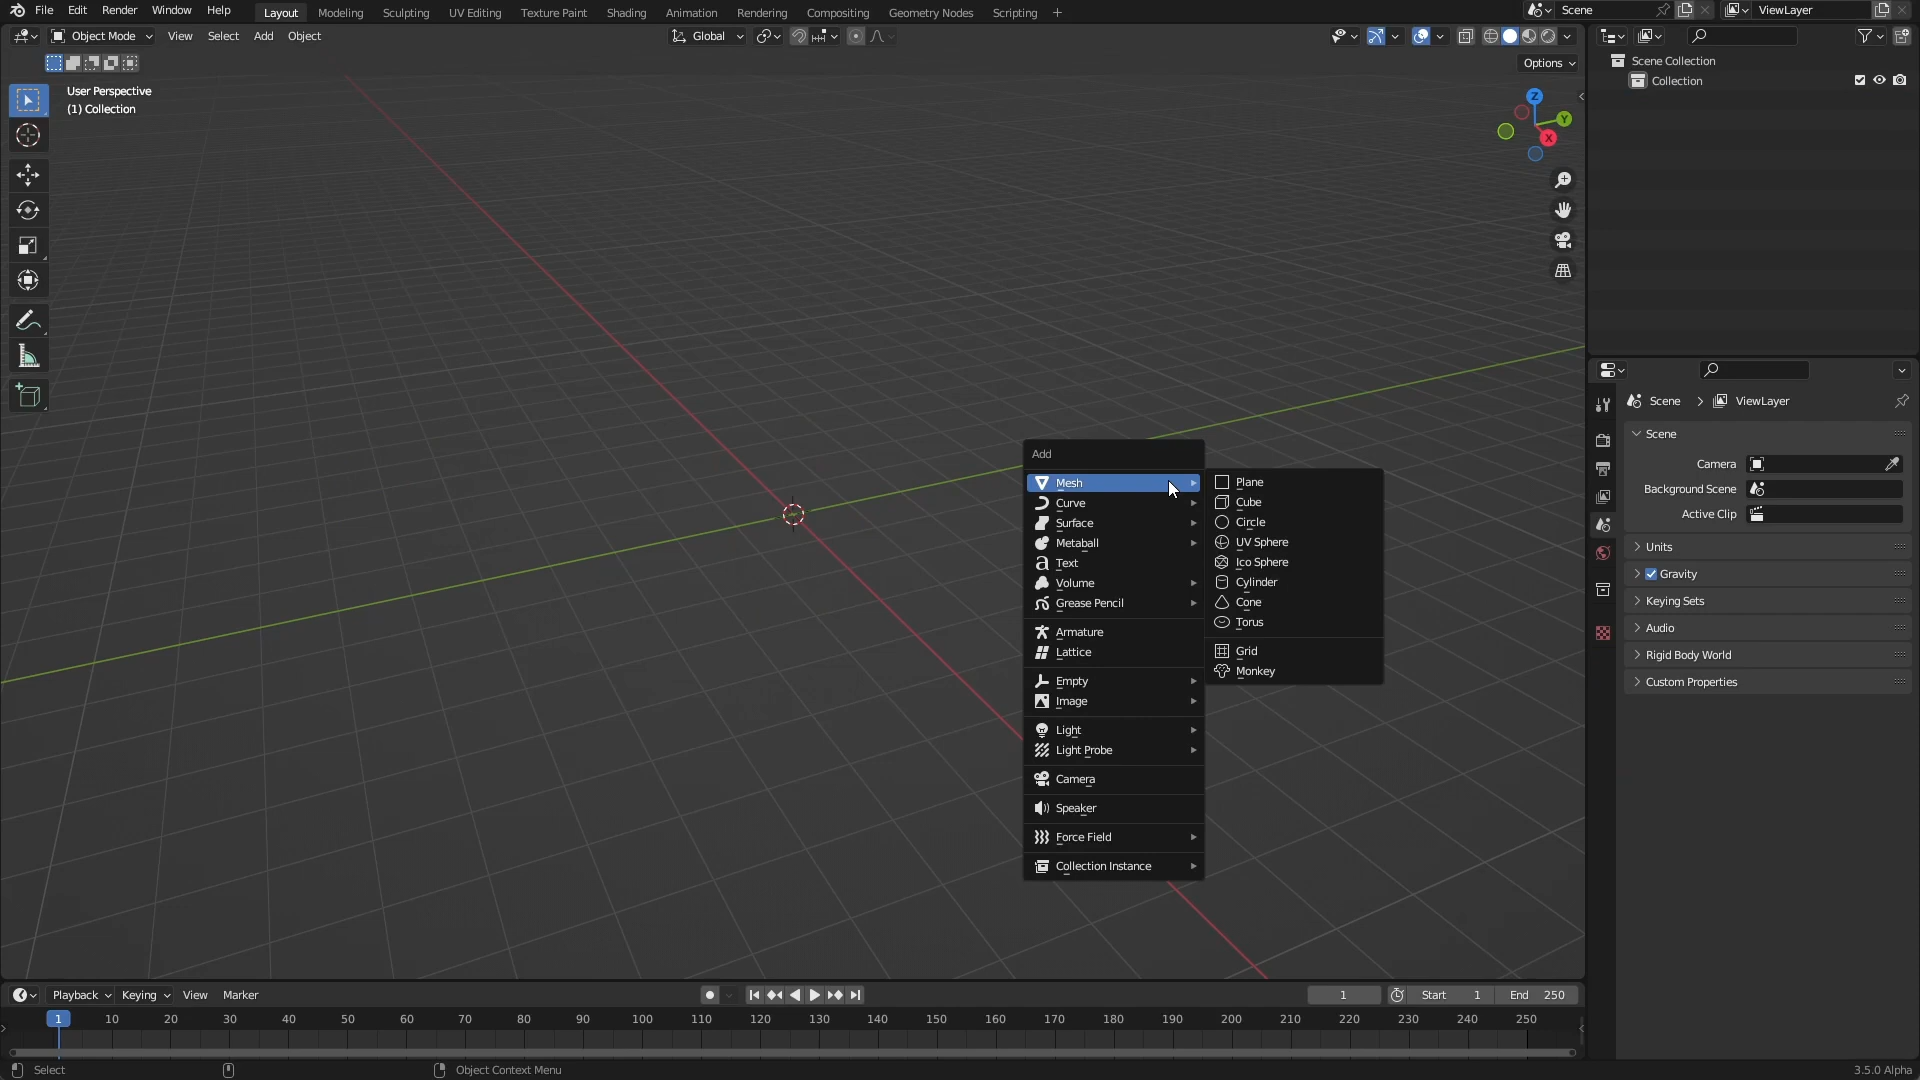 File Edit Render Window Help
Layout Modeling Sculpting UV Editing Texture Paint Shading Animation Rendering Compositing Geometry Nodes Scripting +
Scene
ViewLayer
Object Mode View Select Add Object
Global
Options
User Perspective
(1) Collection
Z
Y
X
Scene Collection
Collection
Scene > ViewLayer
Scene
Camera
Background Scene
Active Clip
Units
Gravity
Keying Sets
Audio
Rigid Body World
Custom Properties
Add
Mesh
Curve
Surface
Metaball
Text
Volume
Grease Pencil
Armature
Lattice
Empty
Image
Light
Light Probe
Camera
Speaker
Force Field
Collection Instance
Plane
Cube
Circle
UV Sphere
Ico Sphere
Cylinder
Cone
Torus
Grid
Monkey
Playback Keying View Marker
1 Start 1 End 250
1 10 20 30 40 50 60 70 80 90 100 110 120 130 140 150 160 170 180 190 200 210 220 230 240 250
Select
Object Context Menu
3.5.0 Alpha